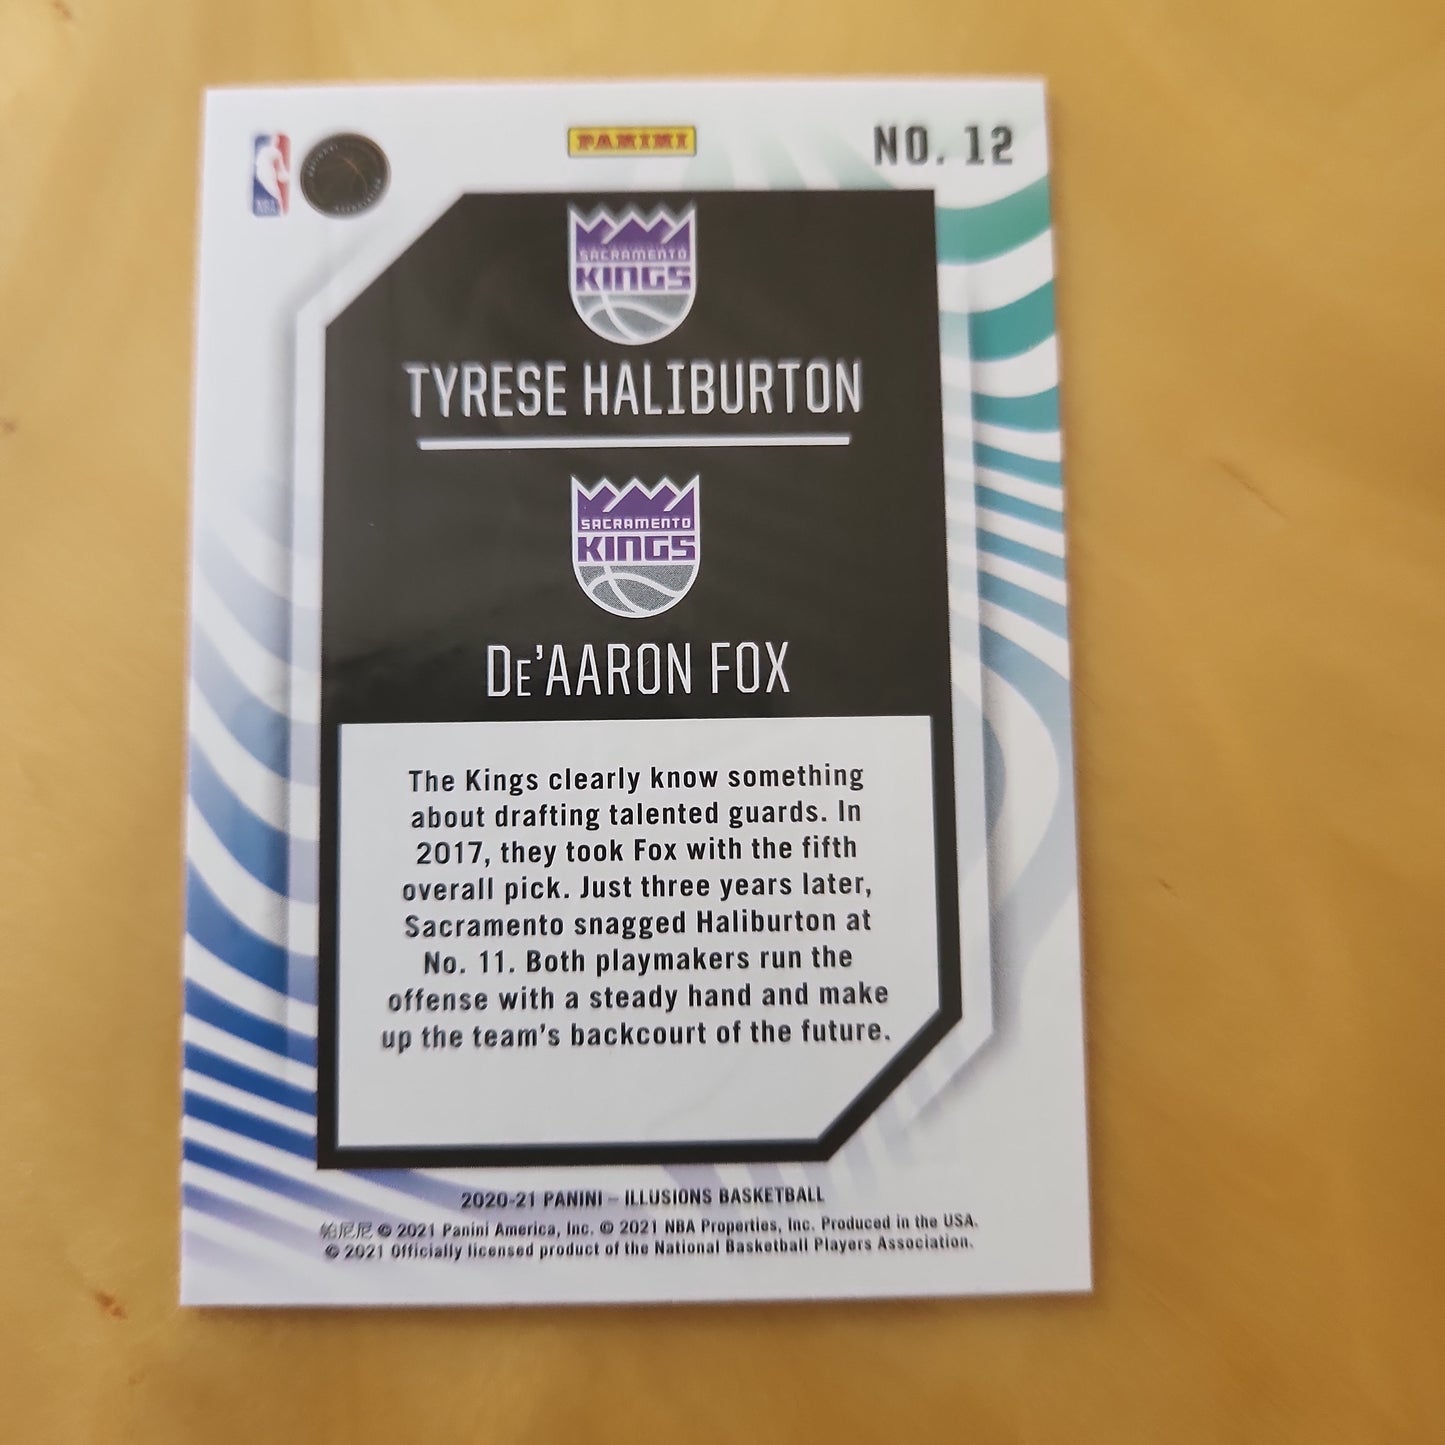 NBA
PANINI
NO. 12
SACRAMENTO
KINGS
TYRESE HALIBURTON
SACRAMENTO
KINGS
DE'AARON FOX
The Kings clearly know something
about drafting talented guards. In
2017, they took Fox with the fifth
overall pick. Just three years later,
Sacramento snagged Haliburton at
No. 11. Both playmakers run the
offense with a steady hand and make
up the team's backcourt of the future.
2020-21 PANINI – ILLUSIONS BASKETBALL
帕尼尼 © 2021 Panini America, Inc. © 2021 NBA Properties, Inc. Produced in the USA.
© 2021 Officially licensed product of the National Basketball Players Association.